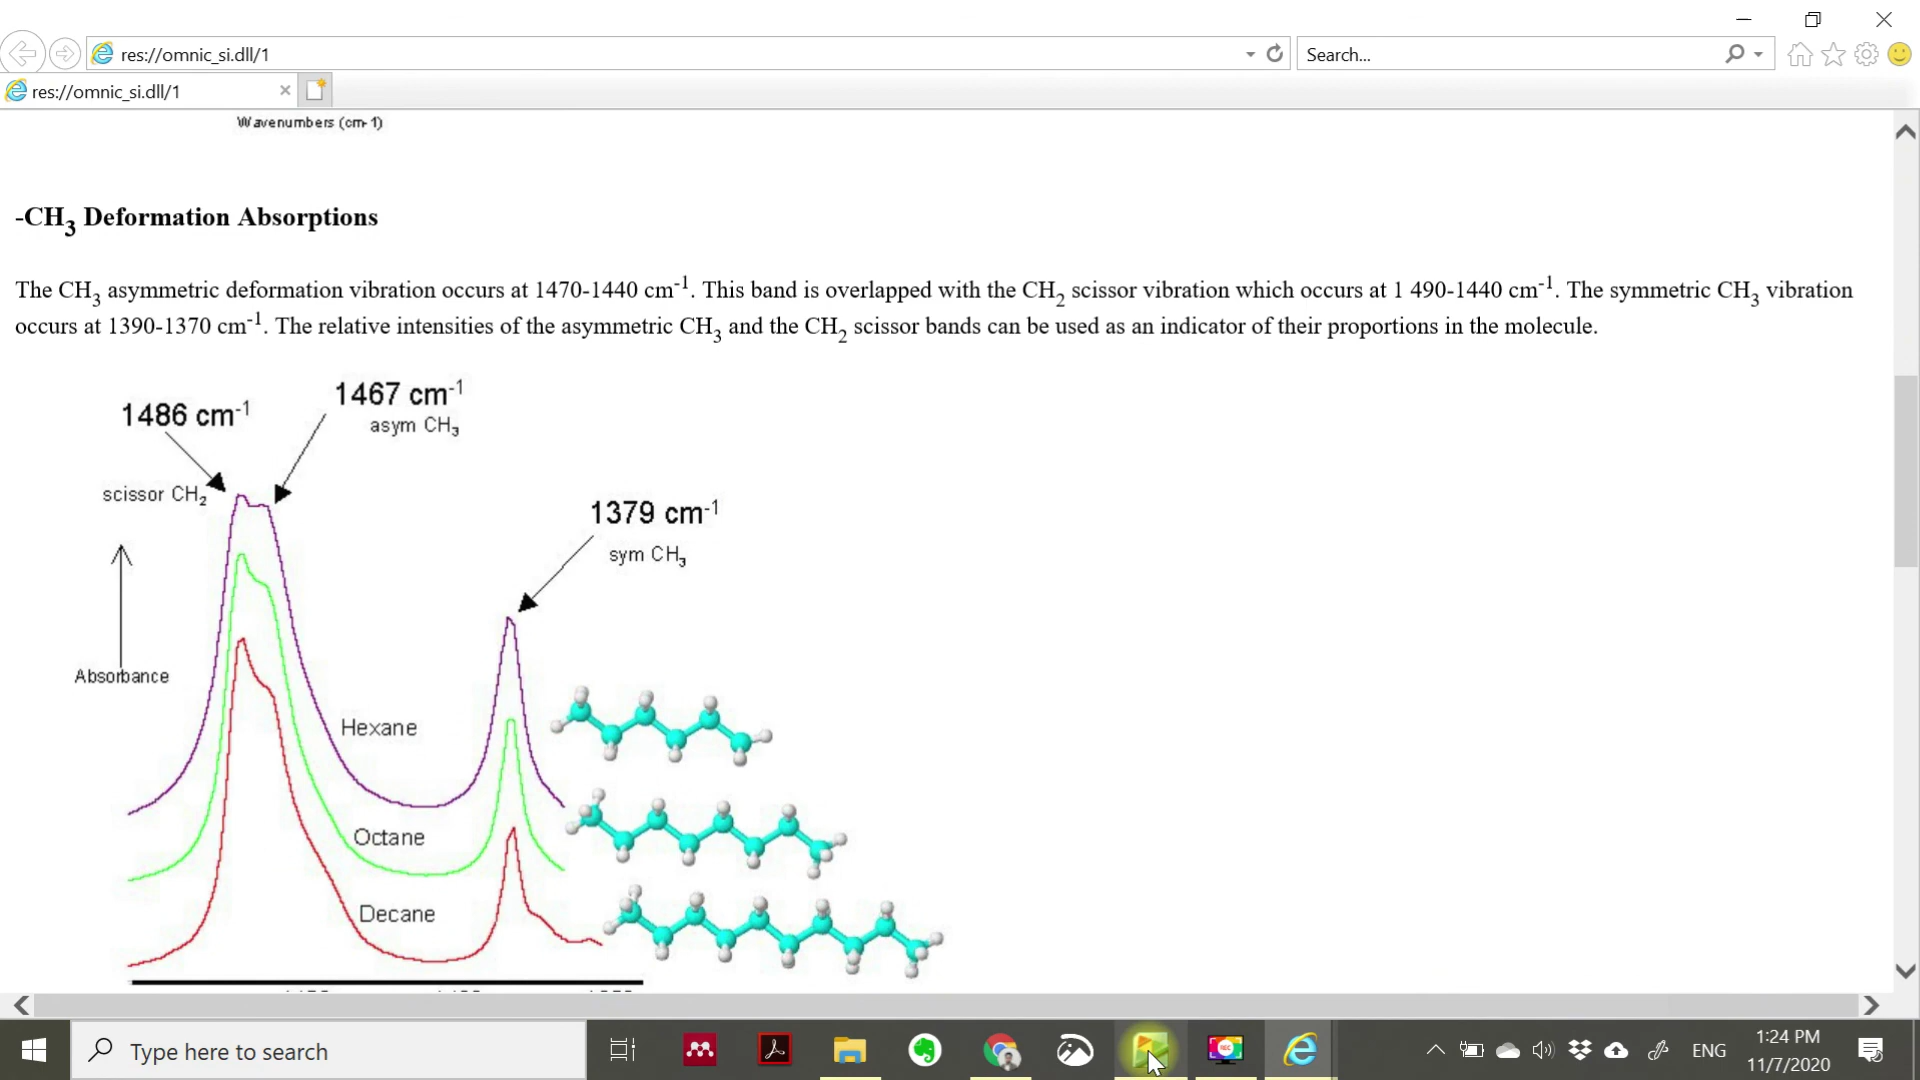 res://omnic_si.dll/1
Search...
res://omnic_si.dll/1
Wavenumbers (cm-1)
-CH3 Deformation Absorptions
The CH3 asymmetric deformation vibration occurs at 1470-1440 cm-1. This band is overlapped with the CH2 scissor vibration which occurs at 1 490-1440 cm-1. The symmetric CH3 vibration
occurs at 1390-1370 cm-1. The relative intensities of the asymmetric CH3 and the CH2 scissor bands can be used as an indicator of their proportions in the molecule.
1467 cm-1
asym CH3
1486 cm-1
scissor CH2
1379 cm-1
sym CH3
Absorbance
Hexane
Octane
Decane
Type here to search
REC
ENG
1:24 PM
11/7/2020